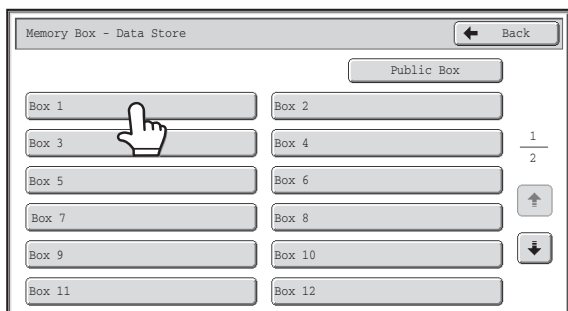 Memory Box - Data Store
Back
Public Box
Box 1
Box 2
Box 3
Box 4
1
2
Box 5
Box 6
Box 7
Box 8
Box 9
Box 10
Box 11
Box 12